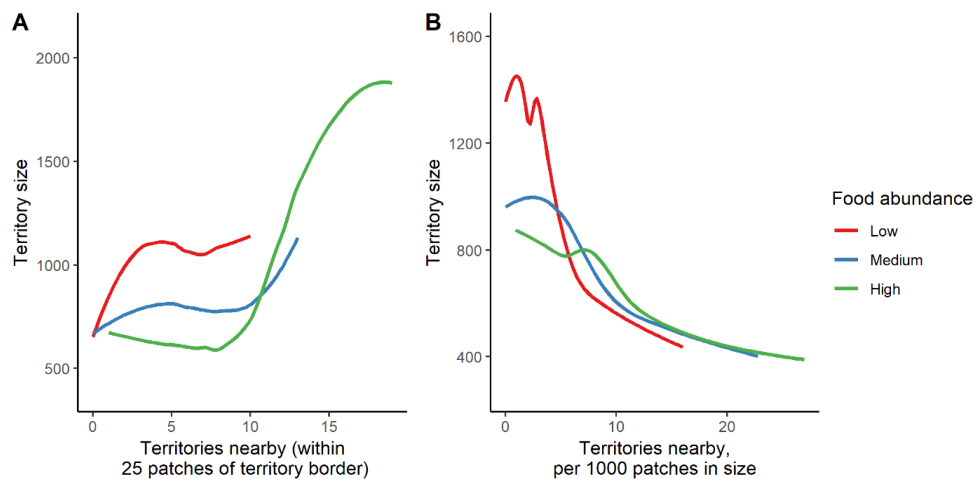 A
Territory size
2000
1500
1000
500
0
5
10
15
Territories nearby (within
25 patches of territory border)
B
Territory size
1600
1200
800
400
0
10
20
Territories nearby,
per 1000 patches in size
Food abundance
Low
Medium
High